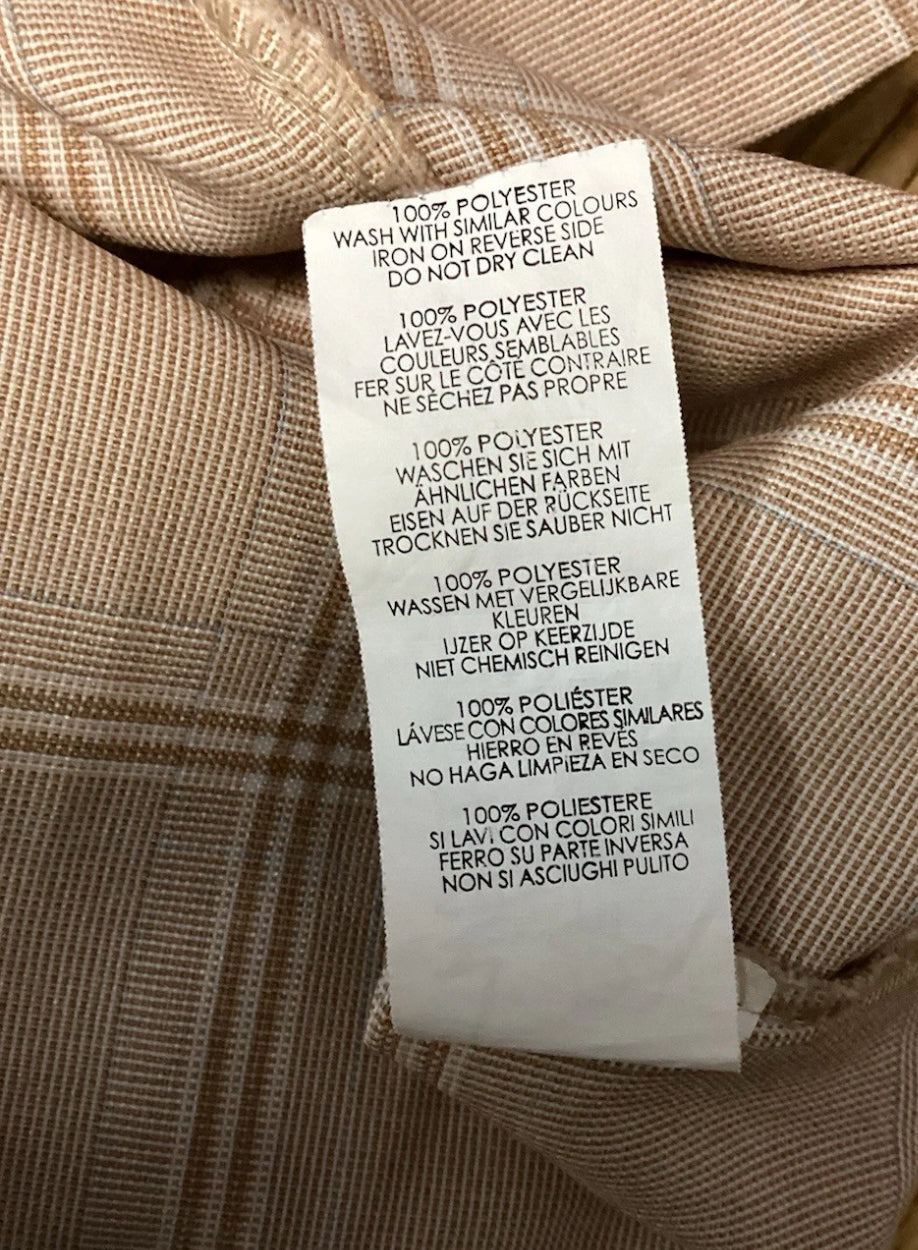 100% POLYESTER
WASH WITH SIMILAR COLOURS
IRON ON REVERSE SIDE
DO NOT DRY CLEAN
100% POLYESTER
LAVEZ-VOUS AVEC LES
COULEURS SEMBLABLES
FER SUR LE CÔTÉ CONTRAIRE
NE SÉCHEZ PAS PROPRE
100% POLYESTER
WASCHEN SIE SICH MIT
ÄHNLICHEN FARBEN
EISEN AUF DER RÜCKSEITE
TROCKNEN SIE SAUBER NICHT
100% POLYESTER
WASSEN MET VERGELIJKBARE
KLEUREN
IJZER OP KEERZIJDE
NIET CHEMISCH REINIGEN
100% POLIÉSTER
LÁVESE CON COLORES SIMILARES
HIERRO EN REVÉS
NO HAGA LIMPIEZA EN SECO
100% POLIESTERE
SI LAVI CON COLORI SIMILI
FERRO SU PARTE INVERSA
NON SI ASCIUGHI PULITO